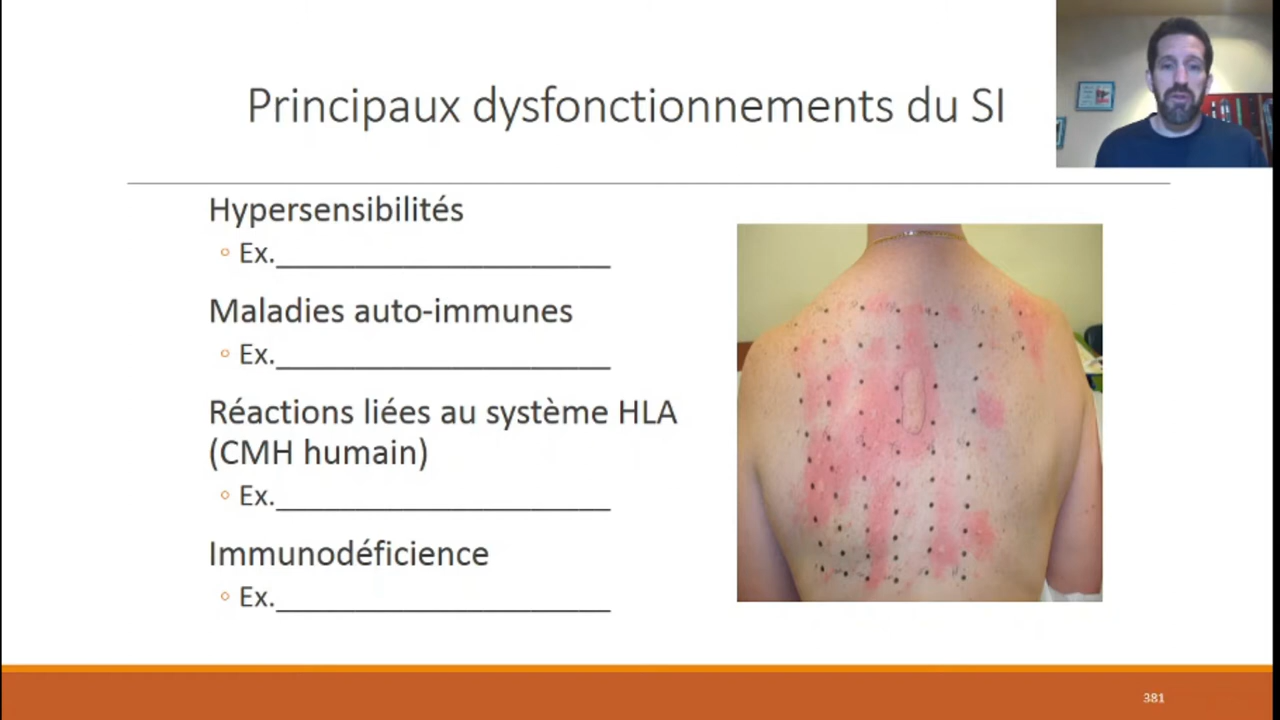 Principaux dysfonctionnements du SI
Hypersensibilités
◦ Ex.______________________
Maladies auto-immunes
◦ Ex.______________________
Réactions liées au système HLA
(CMH humain)
◦ Ex.______________________
Immunodéficience
◦ Ex.______________________
381